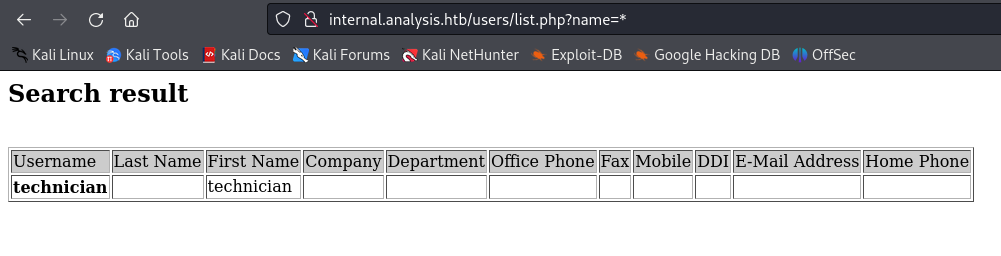 internal.analysis.htb/users/list.php?name=*
Kali Linux Kali Tools Kali Docs Kali Forums Kali NetHunter Exploit-DB Google Hacking DB OffSec
Search result
Username Last Name First Name Company Department Office Phone Fax Mobile DDI E-Mail Address Home Phone
technician technician